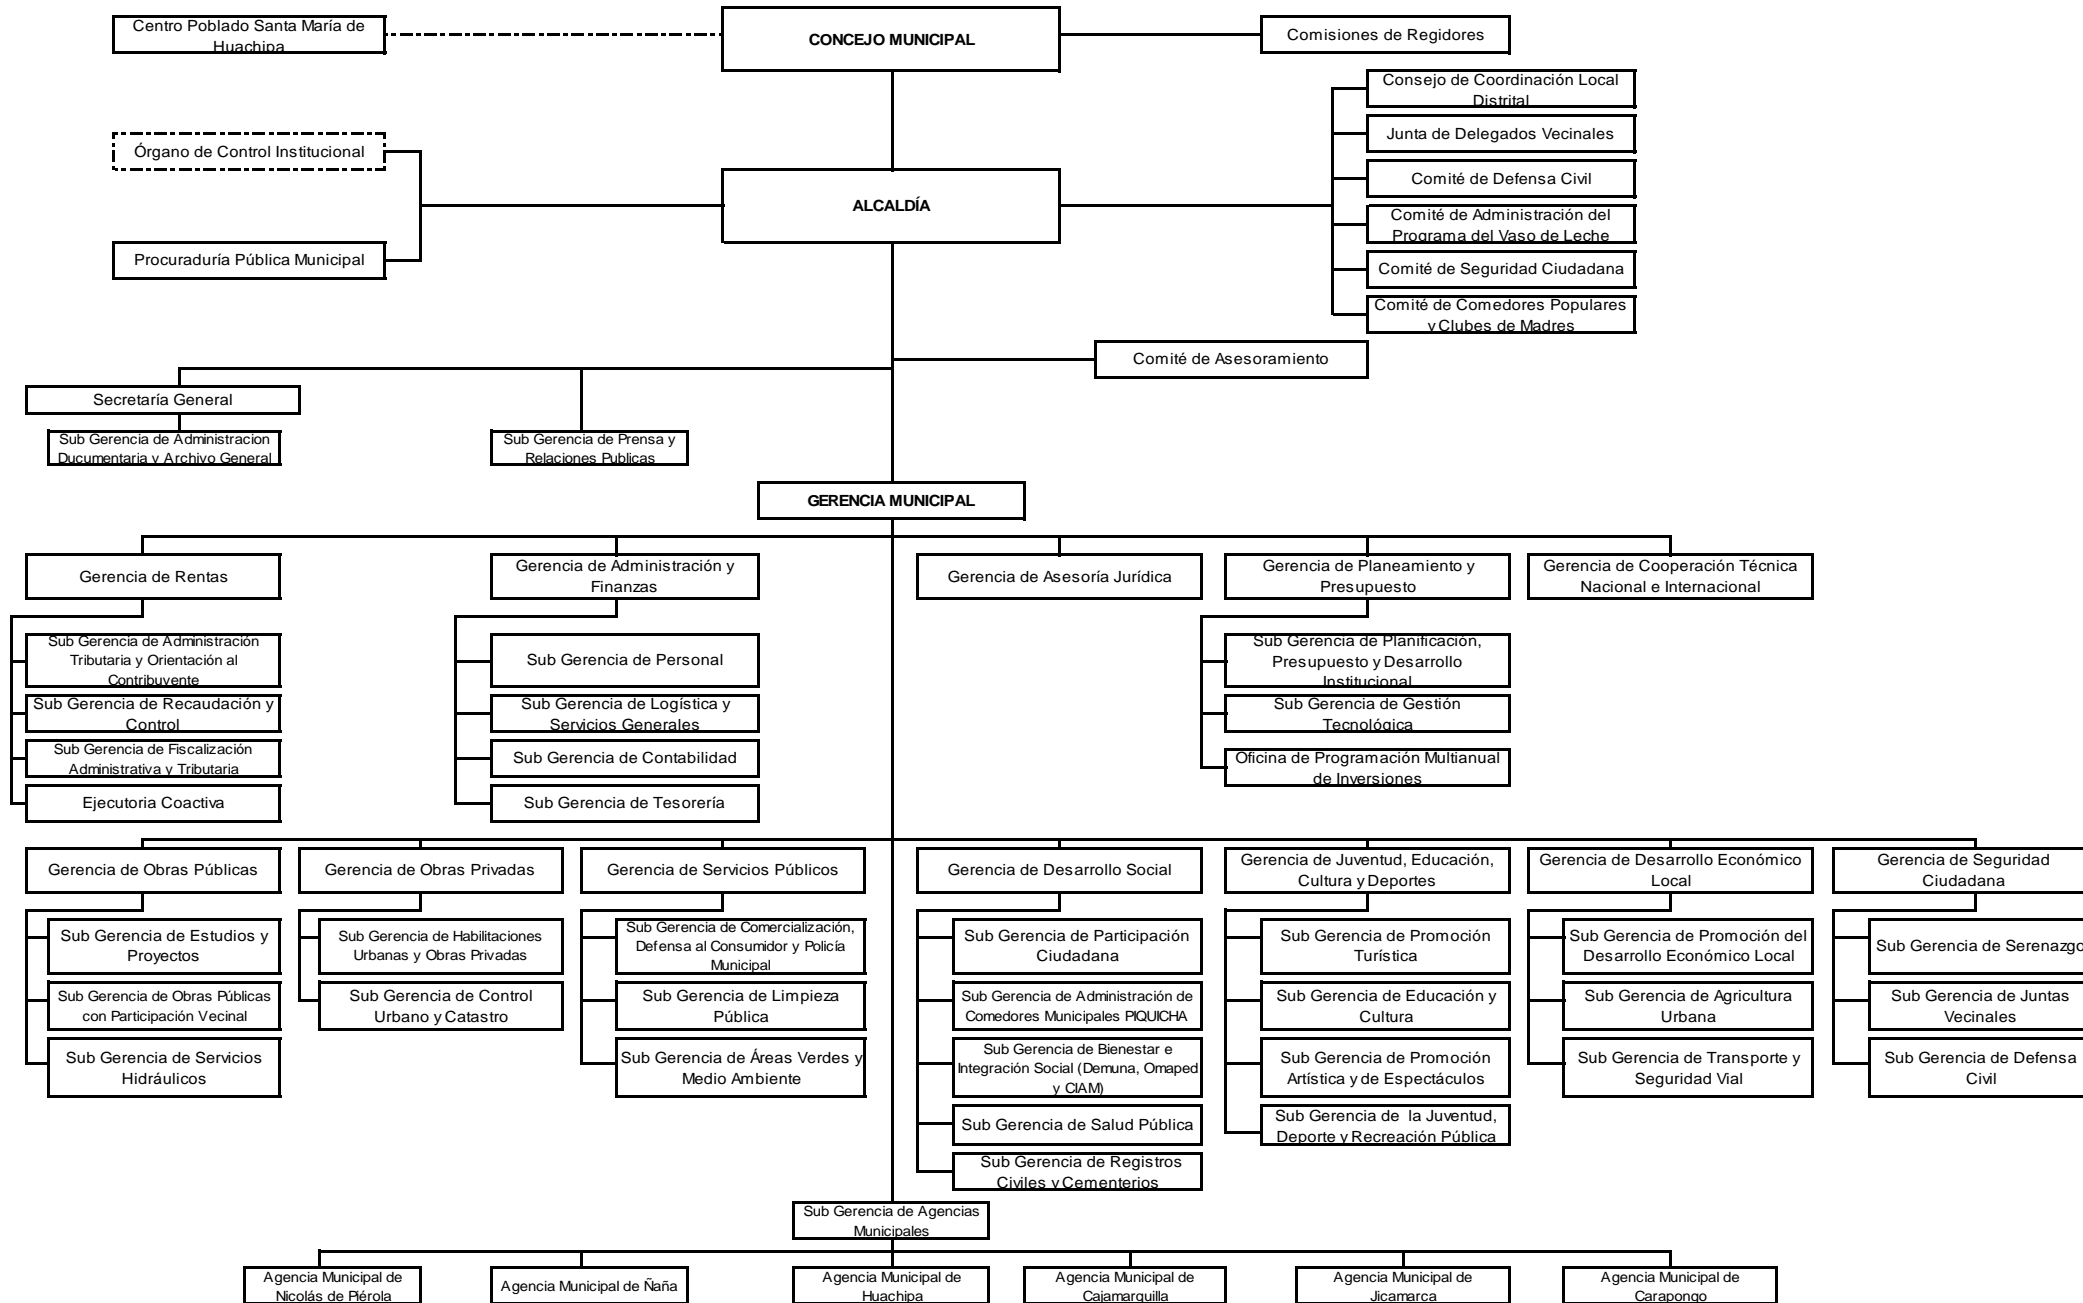 Centro Poblado Santa María de
Huachipa
CONCEJO MUNICIPAL
Comisiones de Regidores
Consejo de Coordinación Local
Distrital
Junta de Delegados Vecinales
Órgano de Control Institucional
Comité de Defensa Civil
ALCALDÍA
Comité de Administración del
Programa del Vaso de Leche
Procuraduría Pública Municipal
Comité de Seguridad Ciudadana
Comité de Comedores Populares
y Clubes de Madres
Comité de Asesoramiento
Secretaría General
Sub Gerencia de Administracion
Ducumentaria y Archivo General
Sub Gerencia de Prensa y
Relaciones Publicas
GERENCIA MUNICIPAL
Gerencia de Rentas
Gerencia de Administración y
Finanzas
Gerencia de Asesoría Jurídica
Gerencia de Planeamiento y
Presupuesto
Gerencia de Cooperación Técnica
Nacional e Internacional
Sub Gerencia de Administración
Tributaria y Orientación al
Contribuyente
Sub Gerencia de Recaudación y
Control
Sub Gerencia de Fiscalización
Administrativa y Tributaria
Ejecutoria Coactiva
Sub Gerencia de Personal
Sub Gerencia de Logística y
Servicios Generales
Sub Gerencia de Contabilidad
Sub Gerencia de Tesorería
Sub Gerencia de Planificación,
Presupuesto y Desarrollo
Institucional
Sub Gerencia de Gestión
Tecnológica
Oficina de Programación Multianual
de Inversiones
Gerencia de Obras Públicas
Gerencia de Obras Privadas
Gerencia de Servicios Públicos
Gerencia de Desarrollo Social
Gerencia de Juventud, Educación,
Cultura y Deportes
Gerencia de Desarrollo Económico
Local
Gerencia de Seguridad
Ciudadana
Sub Gerencia de Estudios y
Proyectos
Sub Gerencia de Obras Públicas
con Participación Vecinal
Sub Gerencia de Servicios
Hidráulicos
Sub Gerencia de Habilitaciones
Urbanas y Obras Privadas
Sub Gerencia de Control
Urbano y Catastro
Sub Gerencia de Comercialización,
Defensa al Consumidor y Policía
Municipal
Sub Gerencia de Limpieza
Pública
Sub Gerencia de Áreas Verdes y
Medio Ambiente
Sub Gerencia de Participación
Ciudadana
Sub Gerencia de Administración de
Comedores Municipales PIQUICHA
Sub Gerencia de Bienestar e
Integración Social (Demuna, Omaped
y CIAM)
Sub Gerencia de Salud Pública
Sub Gerencia de Registros
Civiles y Cementerios
Sub Gerencia de Promoción
Turística
Sub Gerencia de Educación y
Cultura
Sub Gerencia de Promoción
Artística y de Espectáculos
Sub Gerencia de la Juventud,
Deporte y Recreación Pública
Sub Gerencia de Promoción del
Desarrollo Económico Local
Sub Gerencia de Agricultura
Urbana
Sub Gerencia de Transporte y
Seguridad Vial
Sub Gerencia de Serenazgo
Sub Gerencia de Juntas
Vecinales
Sub Gerencia de Defensa
Civil
Sub Gerencia de Agencias
Municipales
Agencia Municipal de
Nicolás de Piérola
Agencia Municipal de Ñaña
Agencia Municipal de
Huachipa
Agencia Municipal de
Cajamarquilla
Agencia Municipal de
Jicamarca
Agencia Municipal de
Carapongo